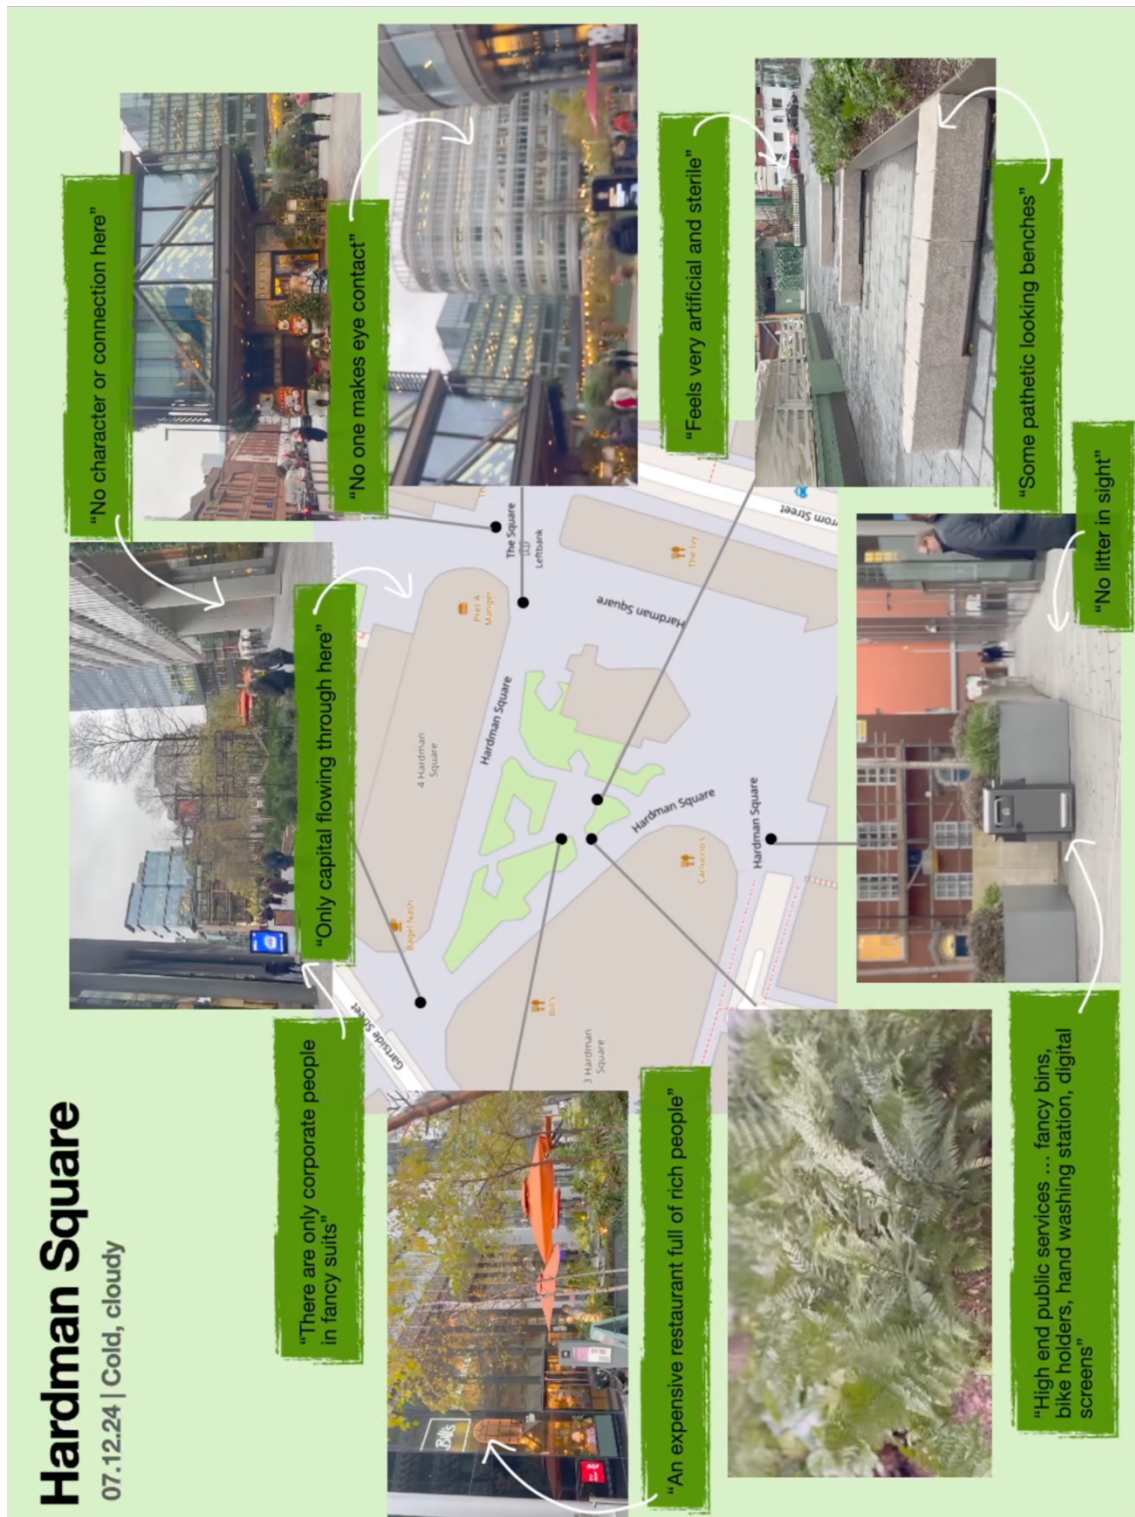 Hardman Square
07.12.24 | Cold, cloudy
“There are only corporate people
in fancy suits”
“Only capital flowing through here”
“No character or connection here”
“No one makes eye contact”
“An expensive restaurant full of rich people”
“Feels very artificial and sterile”
“High end public services … fancy bins,
bike holders, hand washing station, digital
screens”
“Some pathetic looking benches”
“No litter in sight”
Bill's
Gartside Street
Bagel Nash
4 Hardman
Square
Pret A
Manger
The Square
Leftbank
Hardman Square
Bill's
3 Hardman
Square
Hardman Square
The Ivy
Hardman Square
Carluccio's
Hardman Square
rom Street